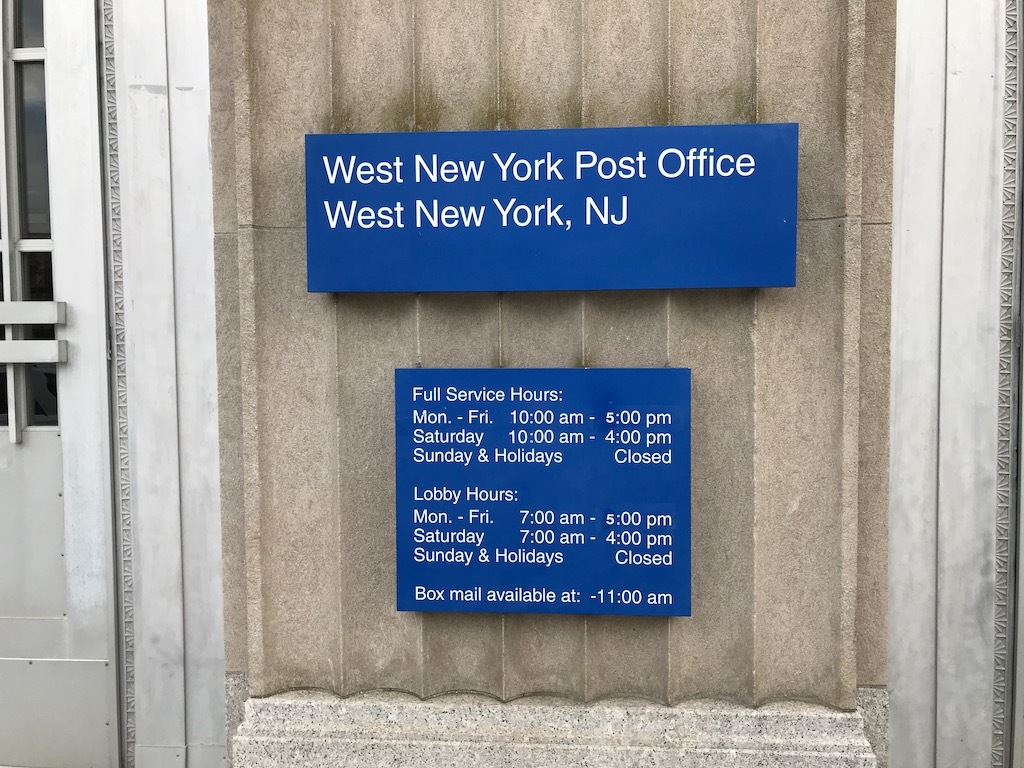 West New York Post Office
West New York, NJ
Full Service Hours:
Mon. - Fri. 10:00 am - 5:00 pm
Saturday 10:00 am - 4:00 pm
Sunday & Holidays Closed
Lobby Hours:
Mon. - Fri. 7:00 am - 5:00 pm
Saturday 7:00 am - 4:00 pm
Sunday & Holidays Closed
Box mail available at: -11:00 am